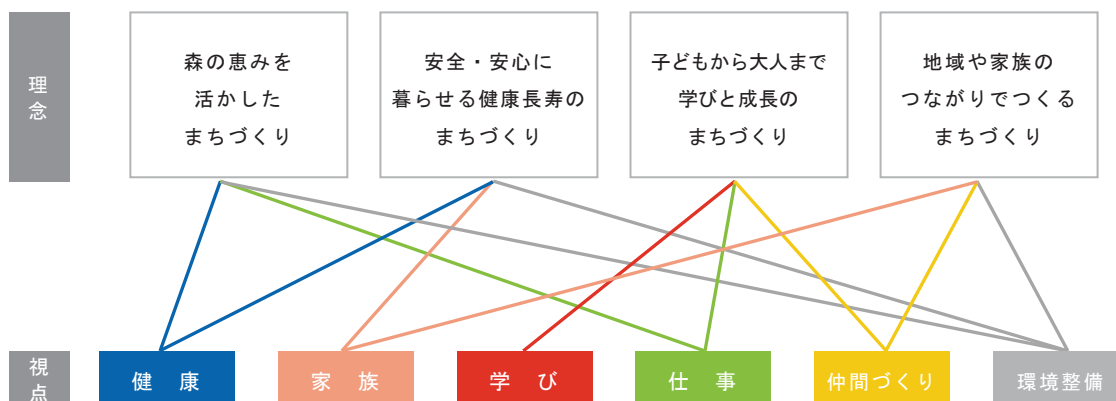 理念
森の恵みを
活かした
まちづくり
安全・安心に
暮らせる健康長寿の
まちづくり
子どもから大人まで
学びと成長の
まちづくり
地域や家族の
つながりでつくる
まちづくり
視点
健 康
家 族
学 び
仕 事
仲間づくり
環境整備